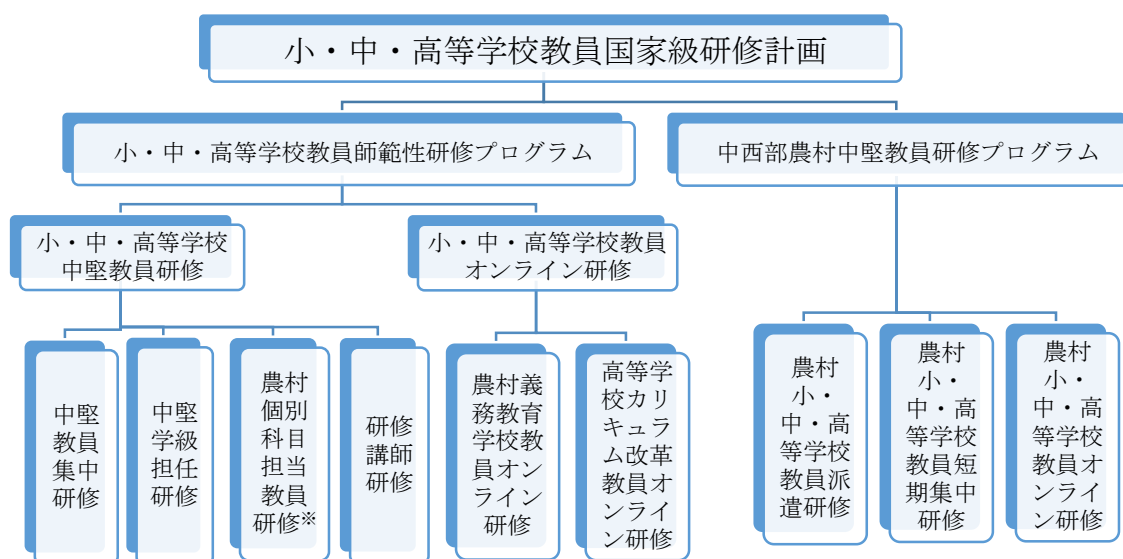 小・中・高等学校教員国家級研修計画
小・中・高等学校教員師範性研修プログラム
中西部農村中堅教員研修プログラム
小・中・高等学校
中堅教員研修
小・中・高等学校教員
オンライン研修
中堅
教員
集中
研修
中堅
学級
担任
研修
農村
個別
科目
担当
教員
研修※
研修
講師
研修
農村義
務教育
学校教
員オン
ライン
研修
高等学
校カリ
キュラ
ム改革
教員オ
ンライ
ン研修
農村
小・
中・高
等学校
教員派
遣研修
農村
小・
中・高
等学校
教員短
期集中
研修
農村
小・
中・高
等学校
教員オ
ンライ
ン研修